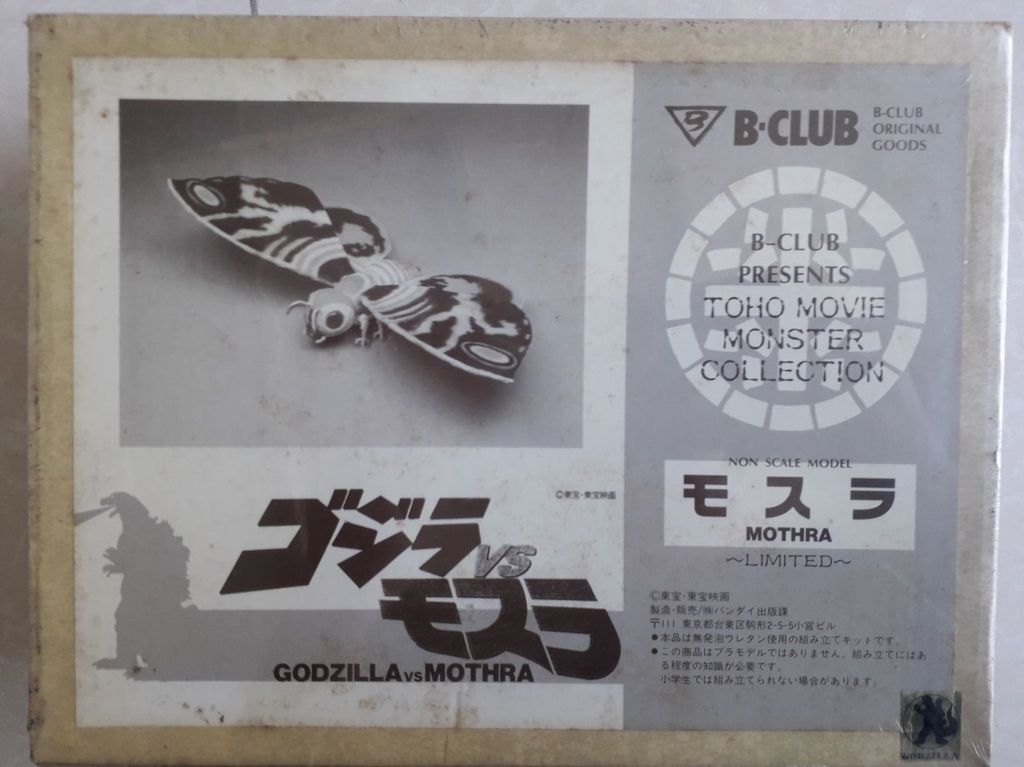 B-CLUB
B-CLUB
ORIGINAL
GOODS
B-CLUB
PRESENTS
TOHO MOVIE
MONSTER
COLLECTION
NON SCALE MODEL
モスラ
MOTHRA
～LIMITED～
©東宝・東宝映画
ゴジラ
VS
モスラ
GODZILLA vs MOTHRA
©東宝・東宝映画
製造・販売/㈱バンダイ出版課
〒111 東京都台東区駒形2-5-5小宮ビル
●本品は無発泡ウレタン使用の組み立てキットです。
●この商品はプラモデルではありません。組み立てにはあ
る程度の知識が必要です。
小学生では組み立てられない場合があります。
GODZILLA